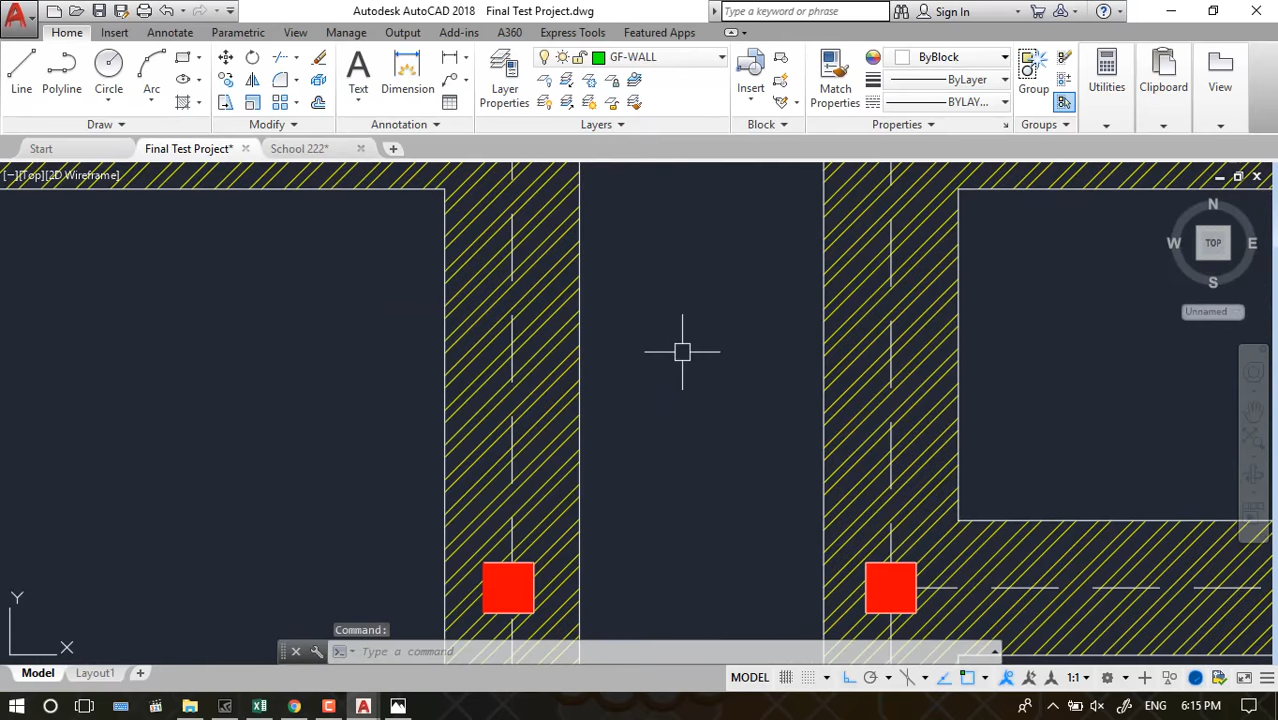 Autodesk AutoCAD 2018 Final Test Project.dwg
Type a keyword or phrase
Sign In
Home Insert Annotate Parametric View Manage Output Add-ins A360 Express Tools Featured Apps
GF-WALL
ByBlock
ByLayer
BYLAY...
Line Polyline Circle Arc
Text Dimension
Layer Properties
Insert
Match Properties
Group
Utilities
Clipboard
View
Draw Modify Annotation Layers Block Properties Groups
Start Final Test Project* School 222*
[−][Top][2D Wireframe]
N
W TOP E
S
Unnamed
Y
X
Command:
Type a command
Model Layout1
MODEL
1:1
ENG 6:15 PM